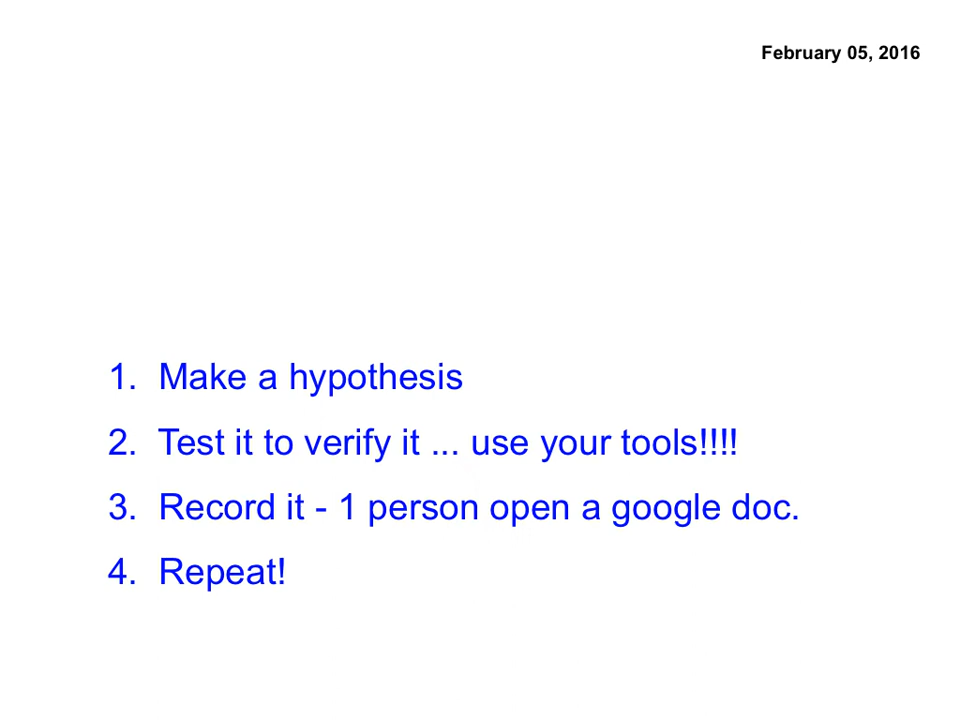 February 05, 2016
1. Make a hypothesis
2. Test it to verify it ... use your tools!!!!
3. Record it - 1 person open a google doc.
4. Repeat!